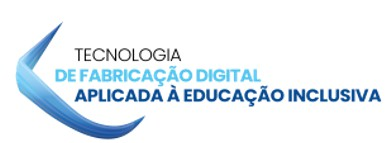 TECNOLOGIA
DE FABRICAÇÃO DIGITAL
APLICADA À EDUCAÇÃO INCLUSIVA